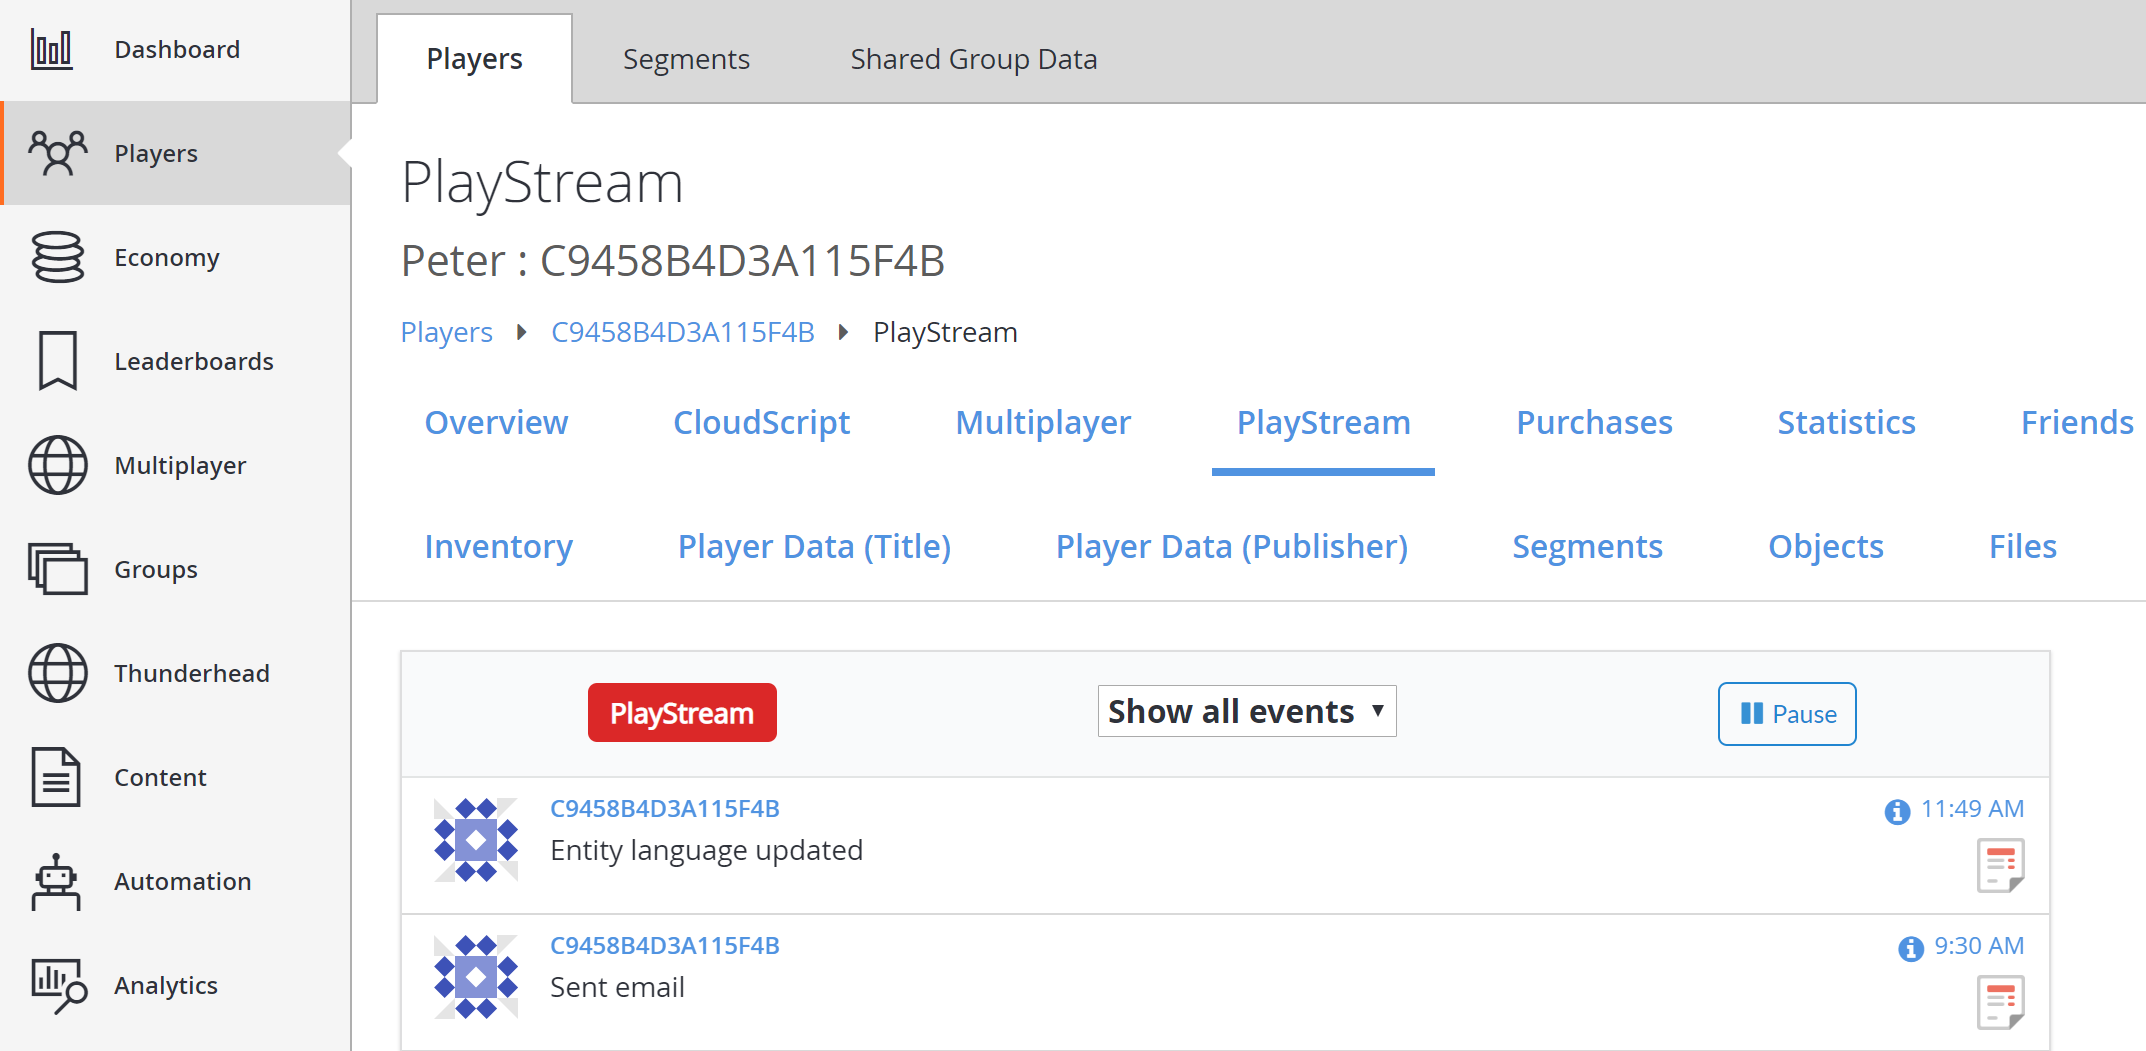 Dashboard
Players
Economy
Leaderboards
Multiplayer
Groups
Thunderhead
Content
Automation
Analytics
Players Segments Shared Group Data
PlayStream
Peter : C9458B4D3A115F4B
Players C9458B4D3A115F4B PlayStream
Overview CloudScript Multiplayer PlayStream Purchases Statistics Friends
Inventory Player Data (Title) Player Data (Publisher) Segments Objects Files
PlayStream Show all events Pause
C9458B4D3A115F4B 11:49 AM
Entity language updated
C9458B4D3A115F4B 9:30 AM
Sent email